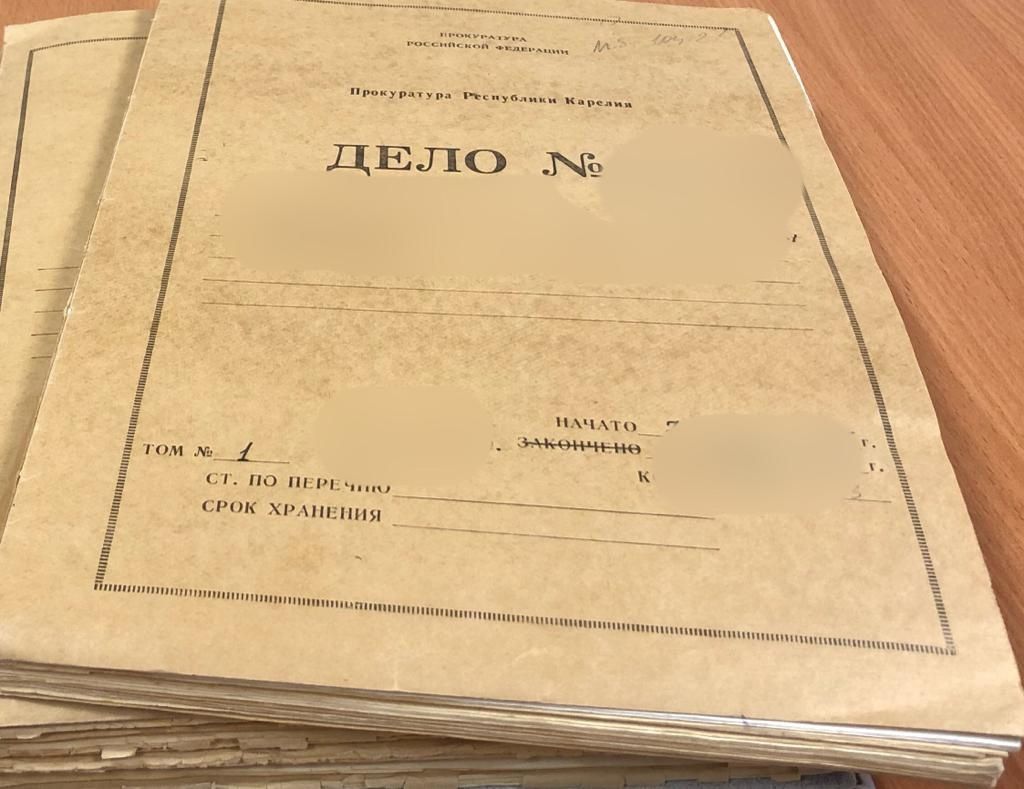 ПРОКУРАТУРА
РОССИЙСКОЙ ФЕДЕРАЦИИ
Прокуратура Республики Карелия
ДЕЛО №
НАЧАТО
г.
ТОМ № 1
ЗАКОНЧЕНО
г.
СТ. ПО ПЕРЕЧНЮ
К
СРОК ХРАНЕНИЯ